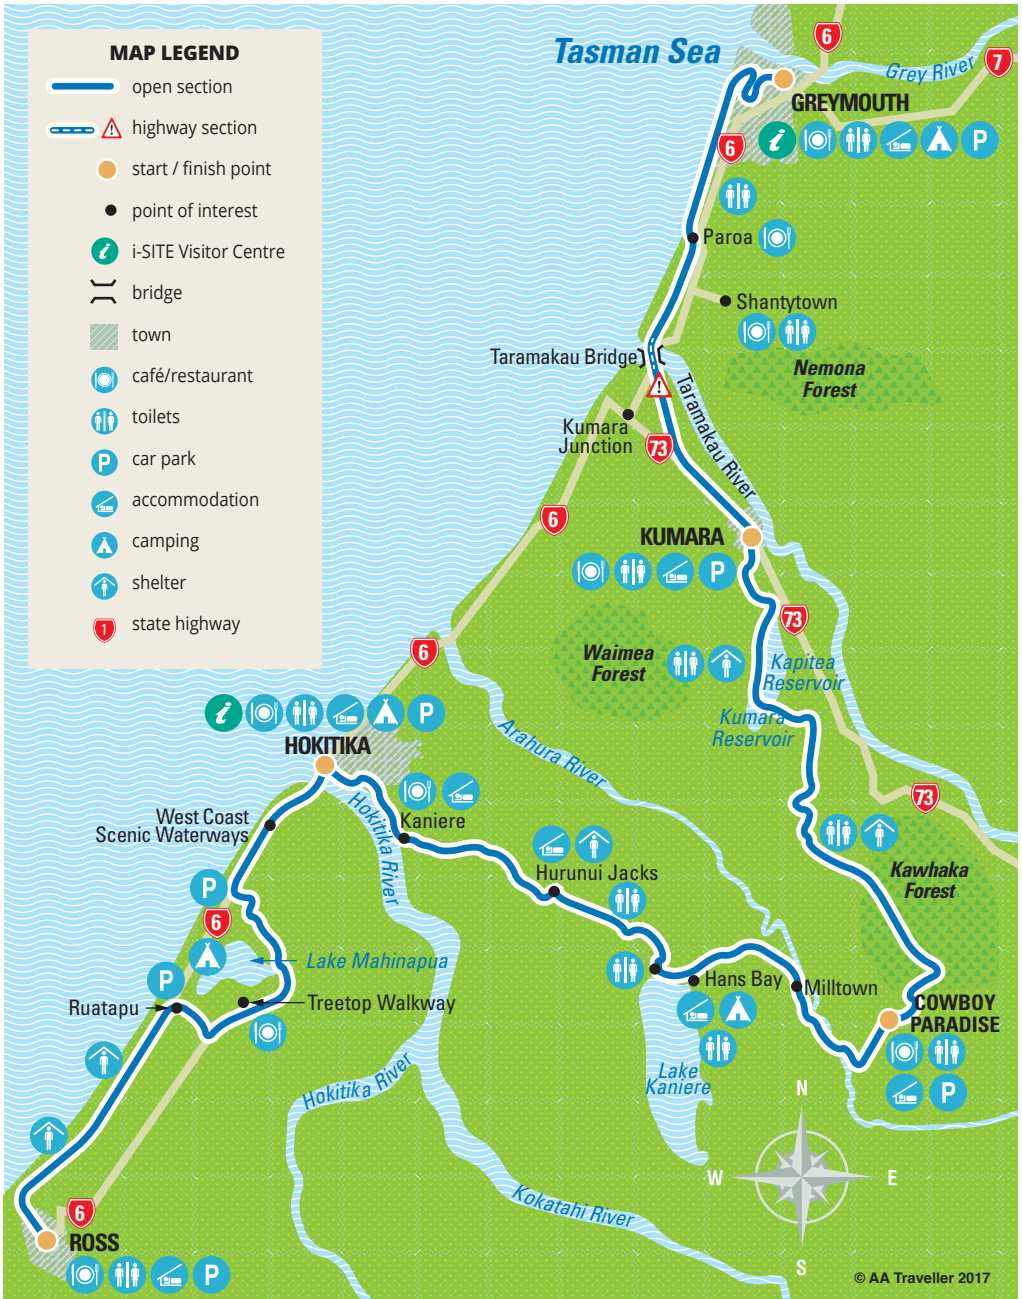 MAP LEGEND
open section
highway section
start / finish point
point of interest
i-SITE Visitor Centre
bridge
town
café/restaurant
toilets
P
car park
accommodation
camping
shelter
1
state highway
Tasman Sea
6
7
Grey River
GREYMOUTH
i
P
6
Paroa
Shantytown
Taramakau Bridge
Nemona
Forest
!
Taramakau River
Kumara
Junction
73
6
KUMARA
P
73
Waimea
Forest
Kapitea
Reservoir
Kumara
Reservoir
6
i
P
HOKITIKA
Arahura River
73
Hokitika River
Kaniere
West Coast
Scenic Waterways
Hurunui Jacks
Kawhaka
Forest
P
6
Lake Mahinapua
P
Hans Bay
Milltown
Ruatapu
Treetop Walkway
COWBOY
PARADISE
P
Lake
Kaniere
Hokitika River
N
W
E
S
Kokatahi River
6
ROSS
P
© AA Traveller 2017